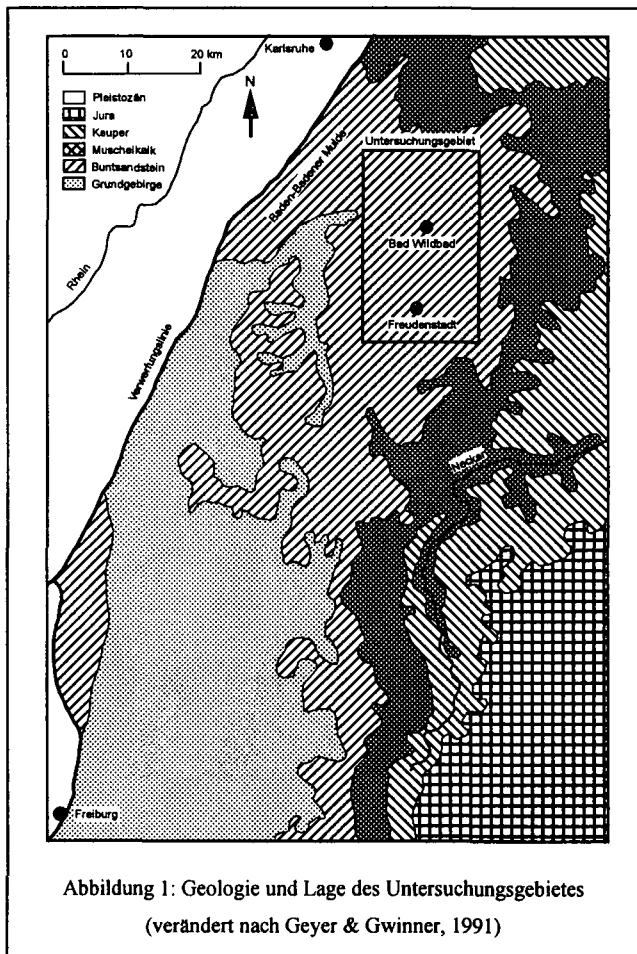 0 10 20 km
Karlsruhe
N
Pleistozän
Jura
Keuper
Muschelkalk
Buntsandstein
Grundgebirge
Rhein
Baden-Badener Mulde
Untersuchungsgebiet
Bad Wildbad
Freudenstadt
Verwerfungslinie
Neckar
Freiburg
Abbildung 1: Geologie und Lage des Untersuchungsgebietes
(verändert nach Geyer & Gwinner, 1991)